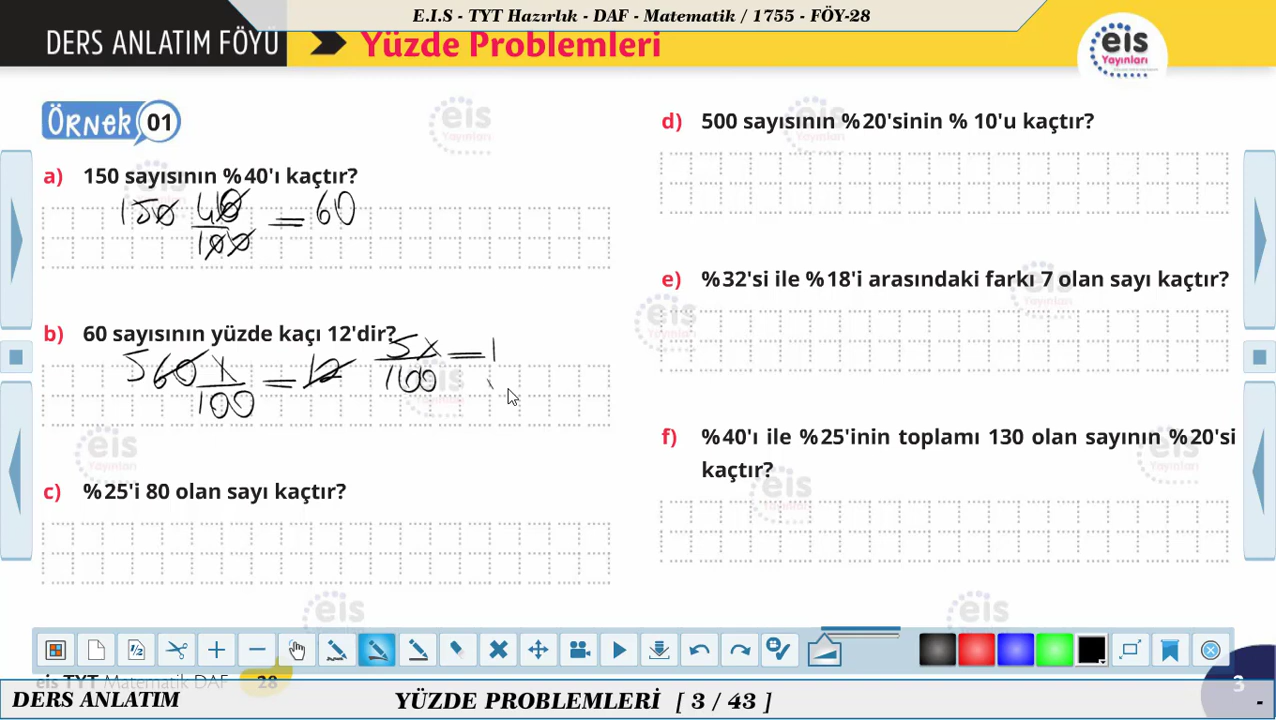 E.I.S - TYT Hazırlık - DAF - Matematik / 1755 - FÖY-28
DERS ANLATIM FÖYÜ
Yüzde Problemleri
eis
Yayınları
Örnek 01
a) 150 sayısının %40'ı kaçtır?
150 40/100 = 60
b) 60 sayısının yüzde kaçı 12'dir?
5 60 x/100 = 12 5x/100 = 1
c) %25'i 80 olan sayı kaçtır?
d) 500 sayısının %20'sinin % 10'u kaçtır?
e) %32'si ile %18'i arasındaki farkı 7 olan sayı kaçtır?
f) %40'ı ile %25'inin toplamı 130 olan sayının %20'si
kaçtır?
eis TYT Matematik DAF 28
3
DERS ANLATIM
YÜZDE PROBLEMLERİ [ 3 / 43 ]
-